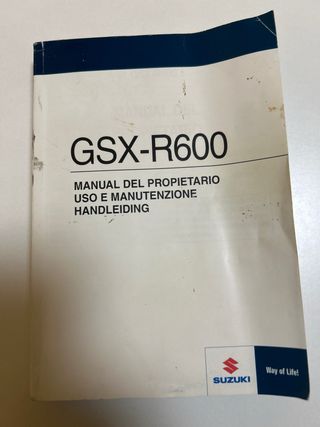 GSX-R600
MANUAL DEL PROPIETARIO
USO E MANUTENZIONE
HANDLEIDING
SUZUKI
Way of Life!